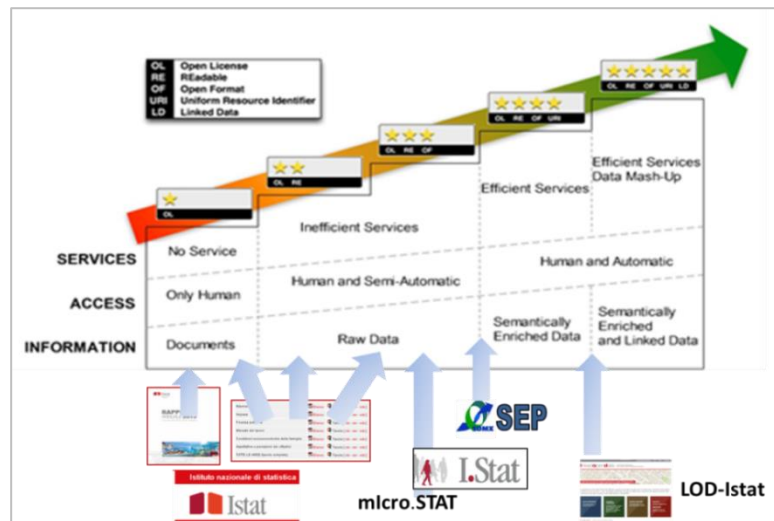 OL Open License
RE REadable
OF Open Format
URI Uniform Resource Identifier
LD Linked Data
OL RE OF URI LD
OL RE OF URI
OL RE OF
OL RE
OL
Efficient Services
Data Mash-Up
Efficient Services
Inefficient Services
No Service
SERVICES
Human and Automatic
Human and Semi-Automatic
Only Human
ACCESS
Semantically
Enriched
and Linked Data
Semantically
Enriched Data
Raw Data
Documents
INFORMATION
SEP
I.Stat
Istituto nazionale di statistica
Istat
mIcro.STAT
LOD-Istat